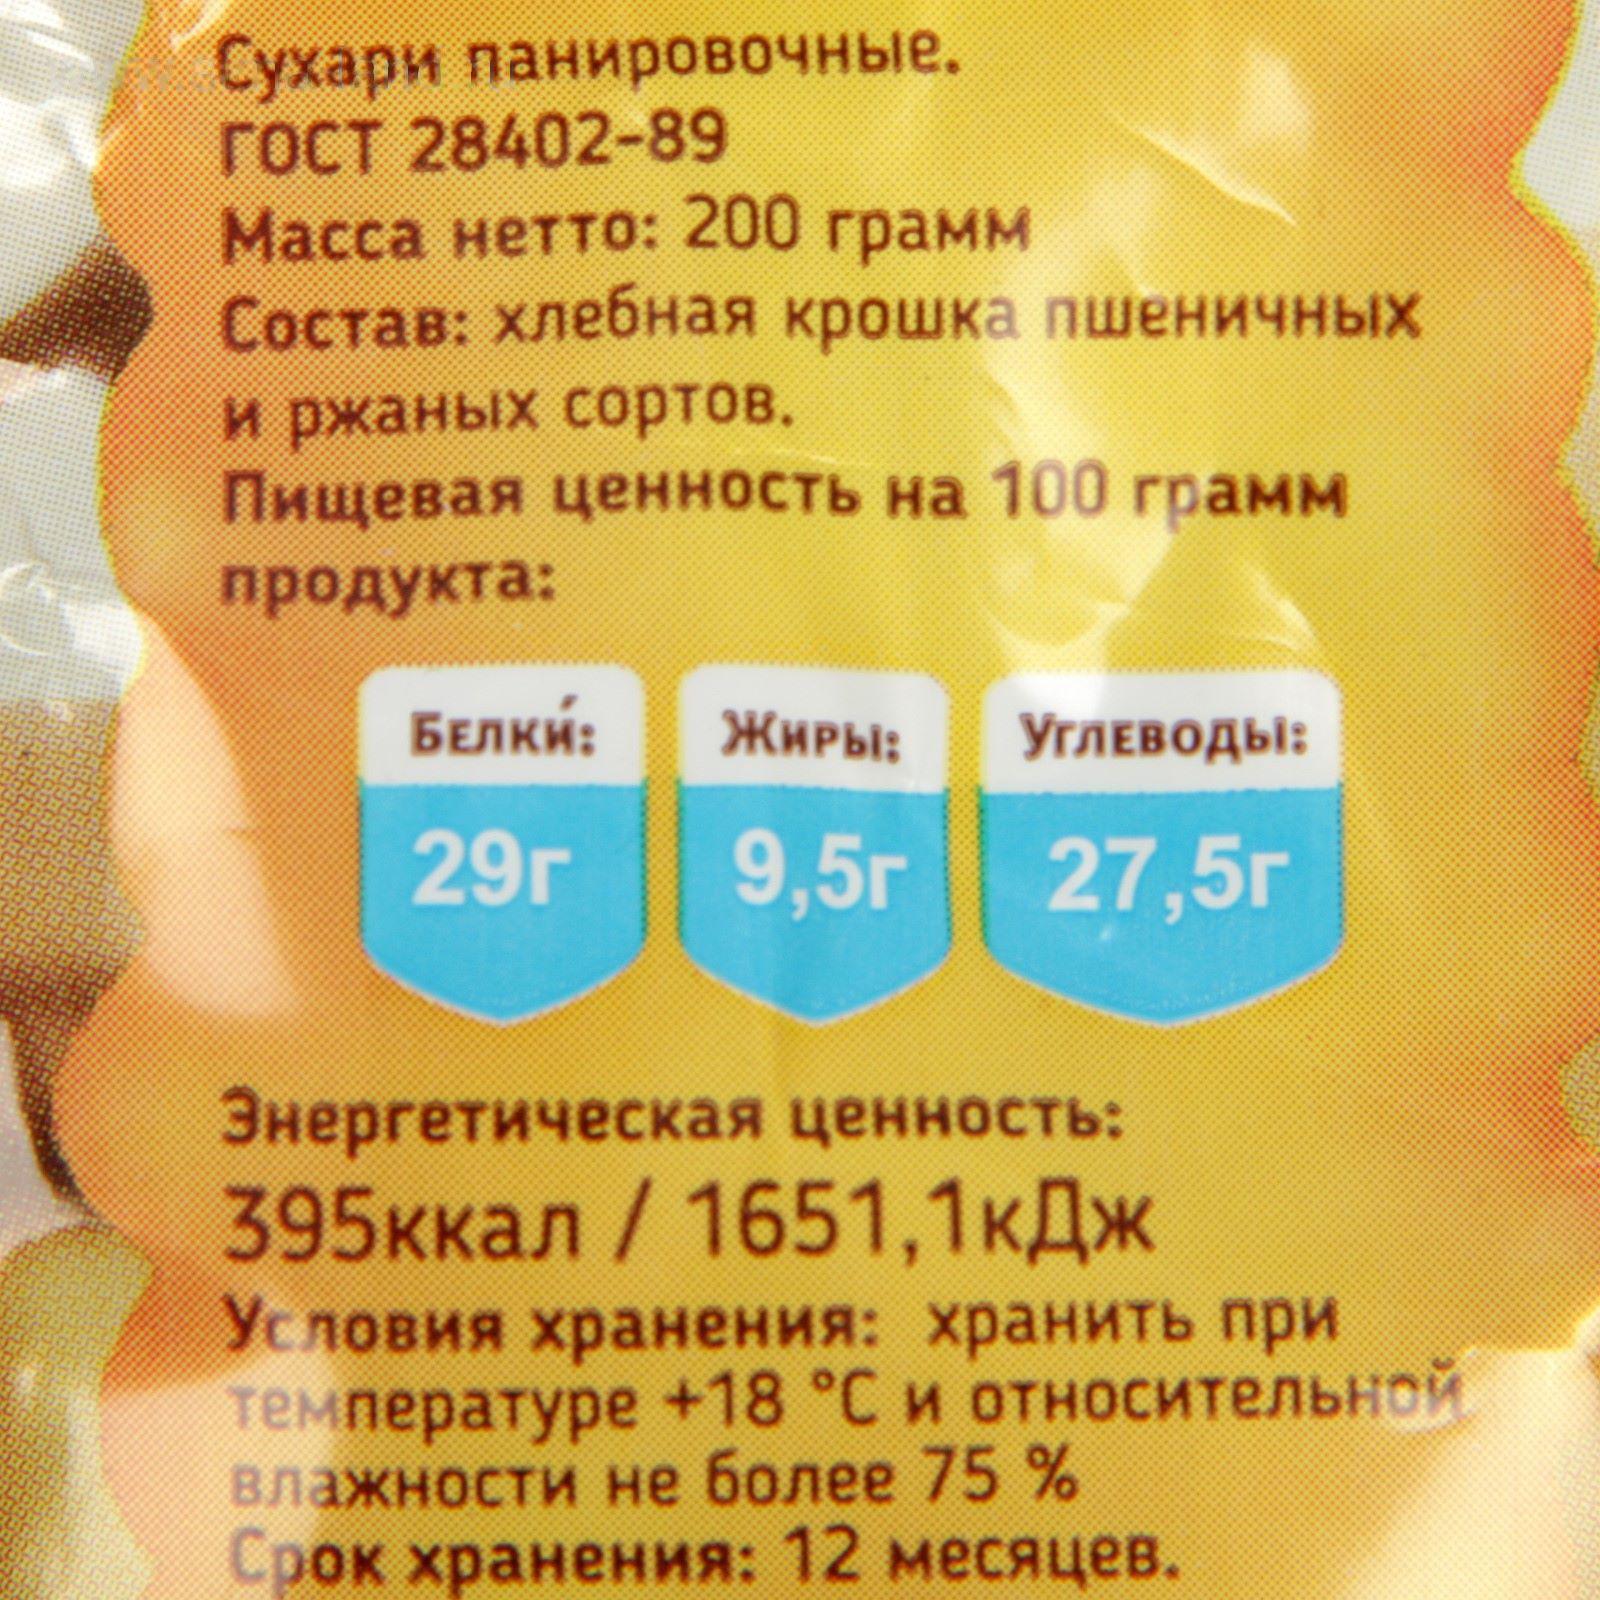 Сухари панировочные.
ГОСТ 28402-89
Масса нетто: 200 грамм
Состав: хлебная крошка пшеничных
и ржаных сортов.
Пищевая ценность на 100 грамм
продукта:
Белки́: Жиры: Углеводы:
29г 9,5г 27,5г
Энергетическая ценность:
395ккал / 1651,1кДж
Условия хранения: хранить при
температуре +18 °С и относительной
влажности не более 75 %
Срок хранения: 12 месяцев.